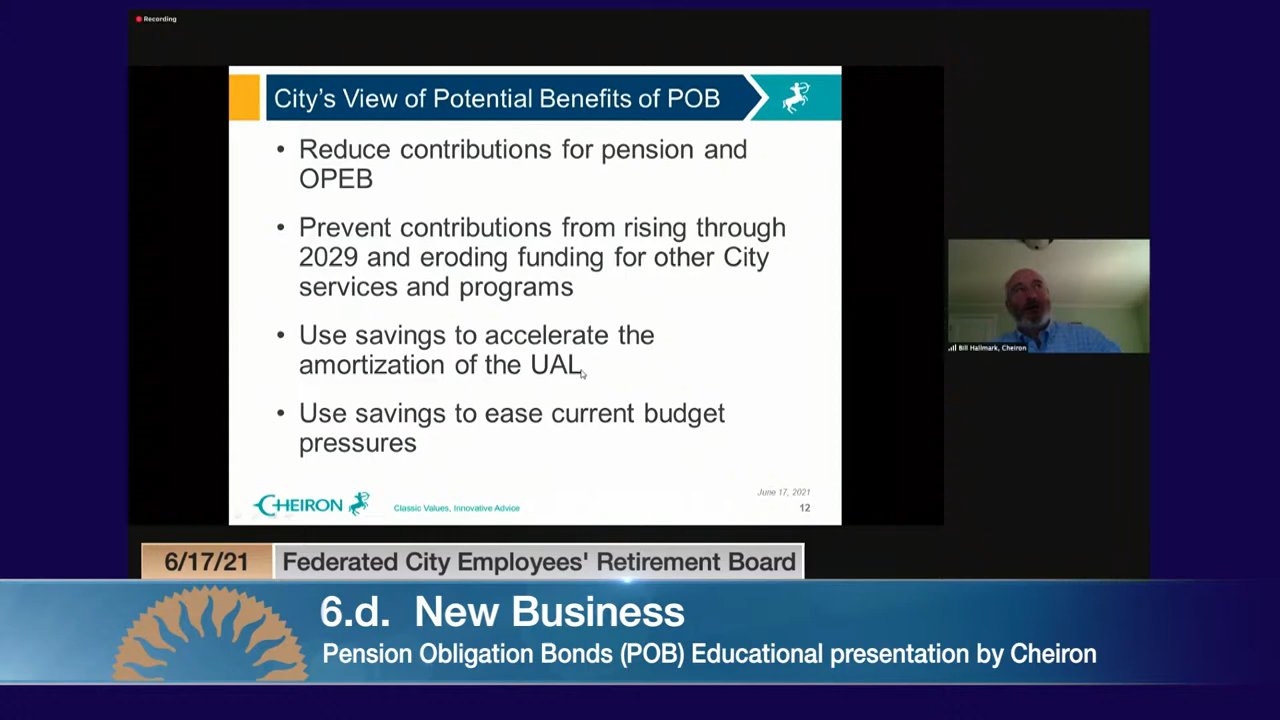 Recording
City's View of Potential Benefits of POB
• Reduce contributions for pension and
OPEB
• Prevent contributions from rising through
2029 and eroding funding for other City
services and programs
• Use savings to accelerate the
amortization of the UAL
• Use savings to ease current budget
pressures
Bill Hallmark, Cheiron
June 17, 2021
CHEIRON
Classic Values, Innovative Advice
12
6/17/21
Federated City Employees' Retirement Board
6.d. New Business
Pension Obligation Bonds (POB) Educational presentation by Cheiron